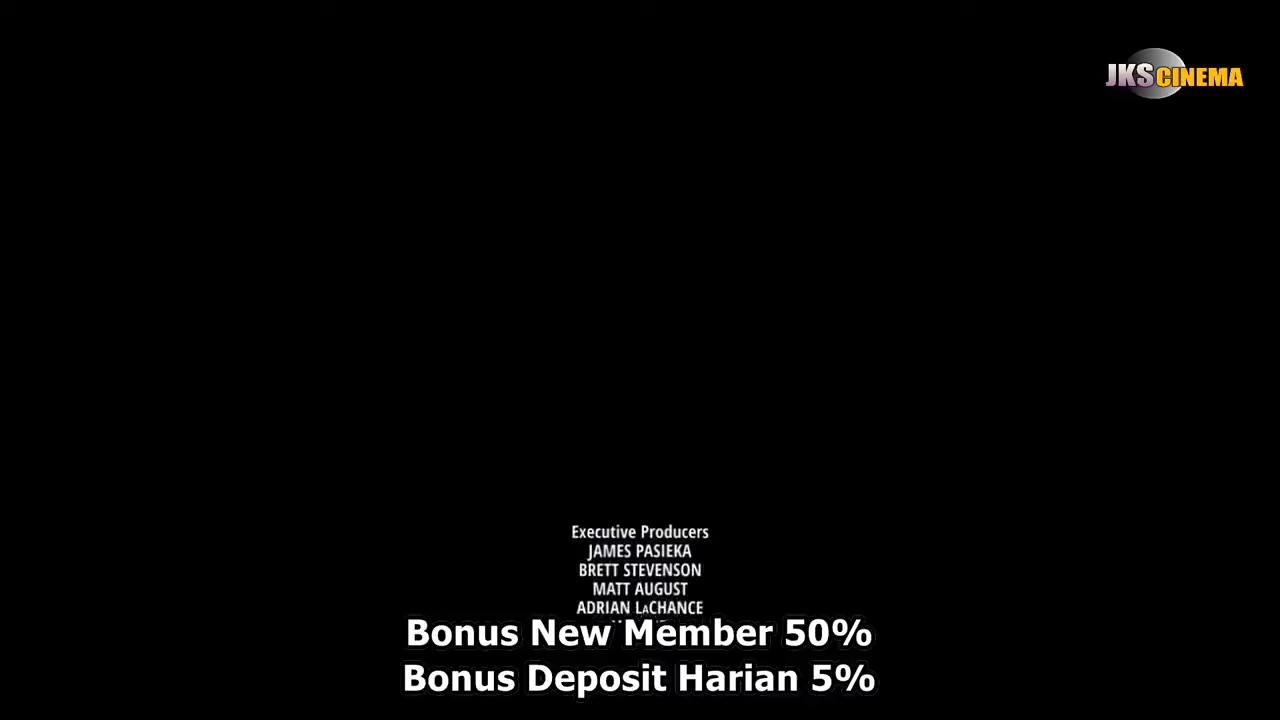 JKSCINEMA
Executive Producers
JAMES PASIEKA
BRETT STEVENSON
MATT AUGUST
ADRIAN LACHANCE
Bonus New Member 50%
Bonus Deposit Harian 5%